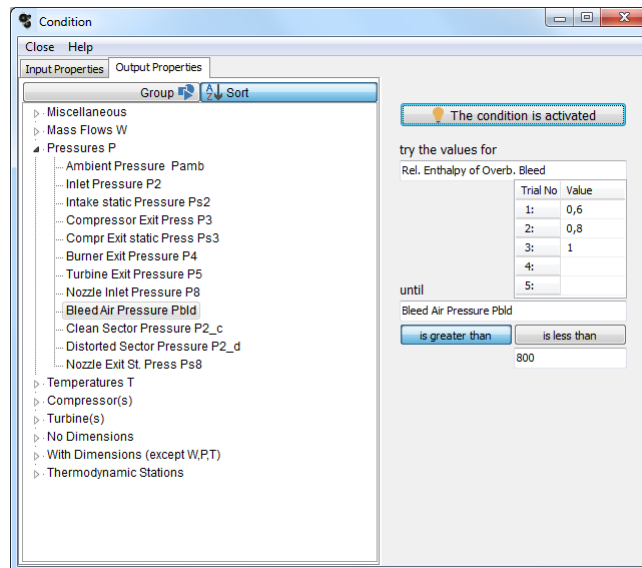 Condition
Close Help
Input Properties Output Properties
Group Sort
Miscellaneous
Mass Flows W
Pressures P
Ambient Pressure Pamb
Inlet Pressure P2
Intake static Pressure Ps2
Compressor Exit Press P3
Compr Exit static Press Ps3
Burner Exit Pressure P4
Turbine Exit Pressure P5
Nozzle Inlet Pressure P8
Bleed Air Pressure Pbld
Clean Sector Pressure P2_c
Distorted Sector Pressure P2_d
Nozzle Exit St. Press Ps8
Temperatures T
Compressor(s)
Turbine(s)
No Dimensions
With Dimensions (except W,P,T)
Thermodynamic Stations
The condition is activated
try the values for
Rel. Enthalpy of Overb. Bleed
Trial No Value
1: 0,6
2: 0,8
3: 1
4:
5:
until
Bleed Air Pressure Pbld
is greater than is less than
800